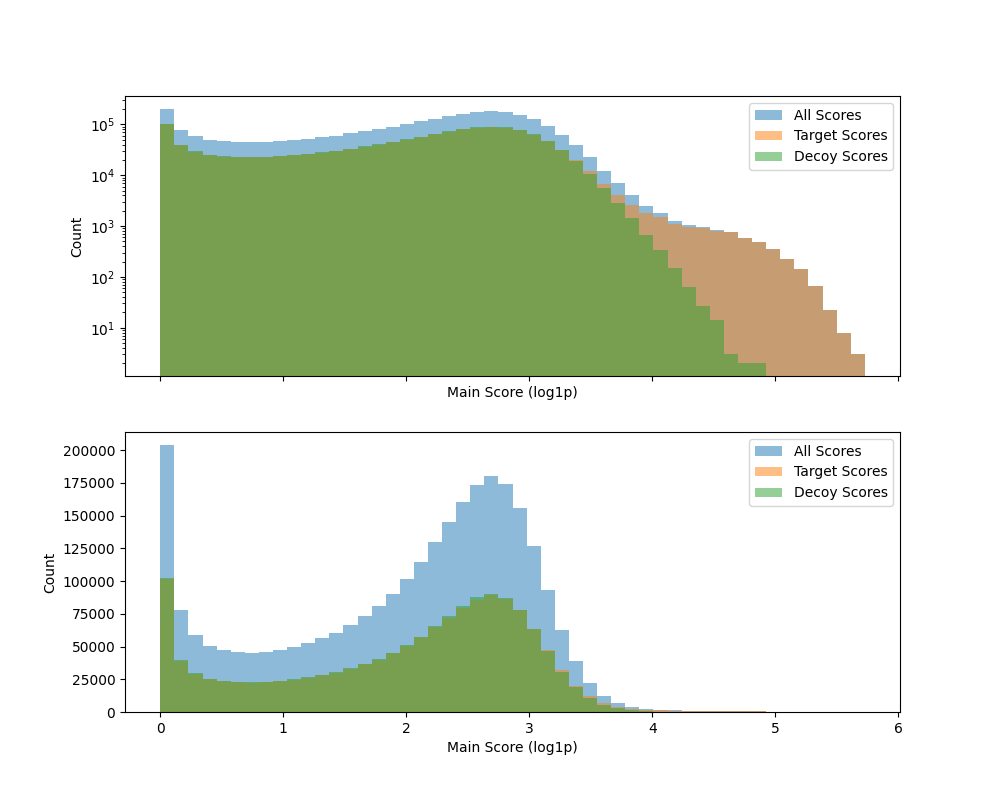 All Scores
Target Scores
Decoy Scores
10^5
10^4
10^3
10^2
10^1
Count
Main Score (log1p)
All Scores
Target Scores
Decoy Scores
200000
175000
150000
125000
100000
75000
50000
25000
0
Count
0 1 2 3 4 5 6
Main Score (log1p)